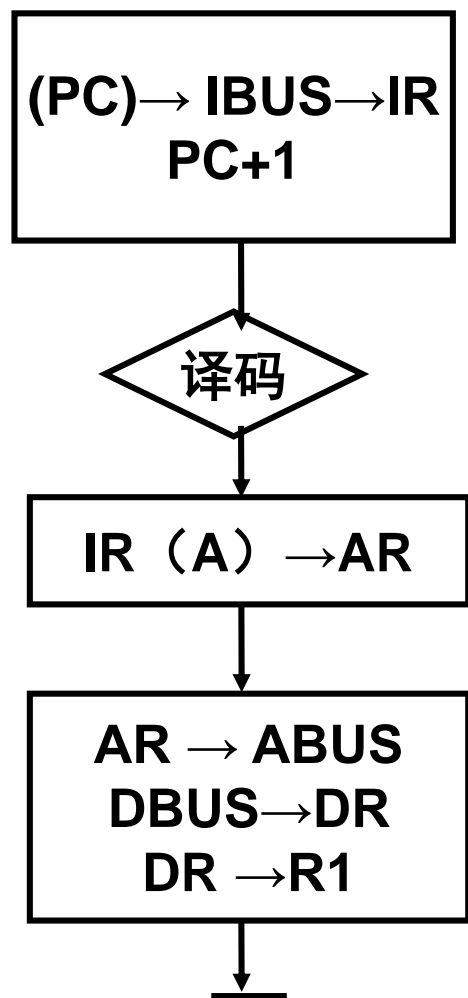 (PC)→ IBUS→IR
PC+1
译码
IR（A）→AR
AR → ABUS
DBUS→DR
DR →R1